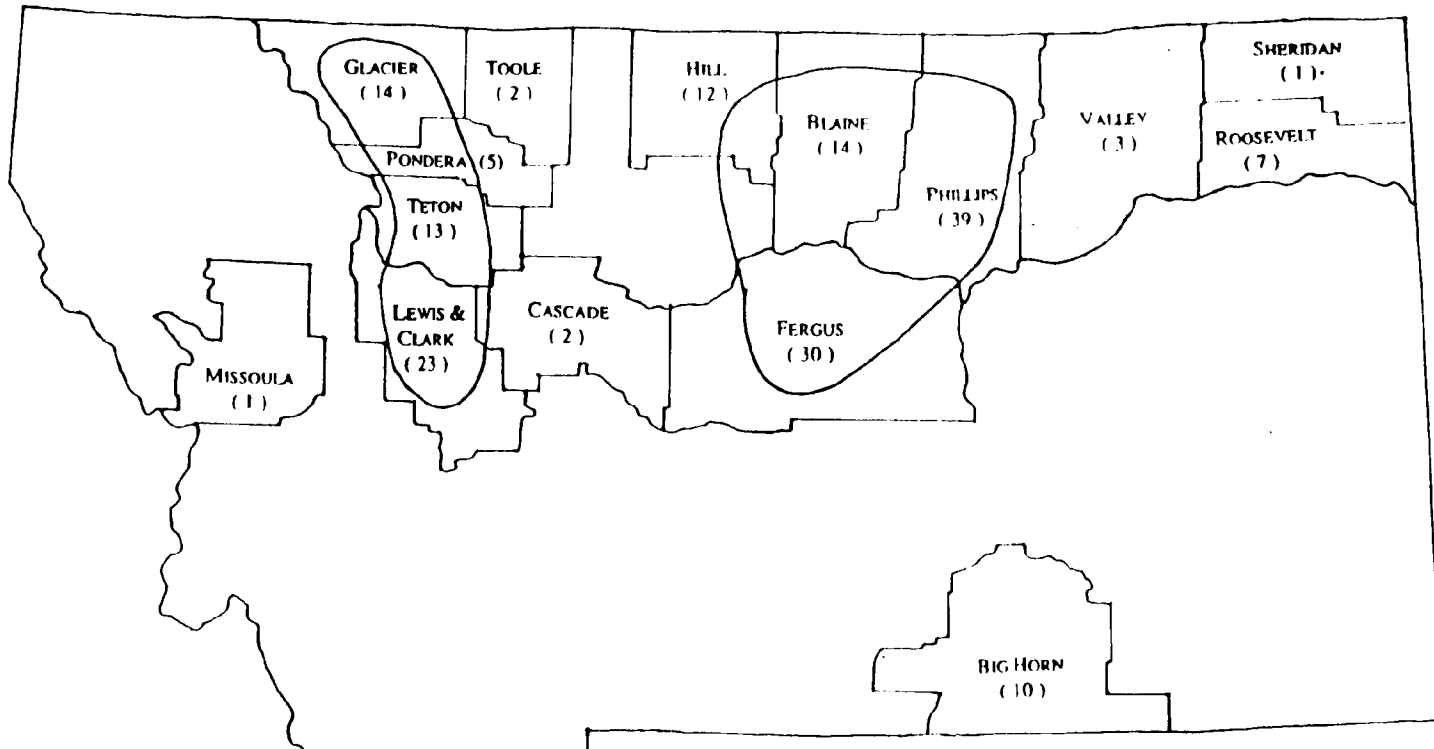 GLACIER
(14)
TOOLE
(2)
HILL
(12)
BLAINE
(14)
PHILLIPS
(39)
VALLEY
(3)
SHERIDAN
(1)
ROOSEVELT
(7)
PONDERA (5)
TETON
(13)
LEWIS &
CLARK
(23)
CASCADE
(2)
FERGUS
(30)
MISSOULA
(1)
BIG HORN
(10)